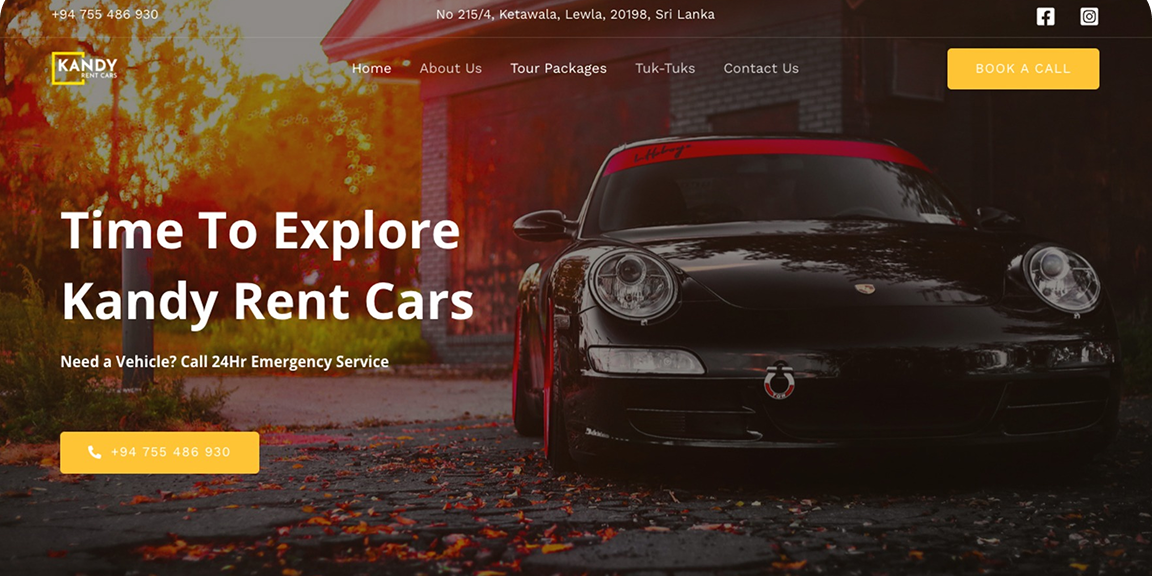 +94 755 486 930
No 215/4, Ketawala, Lewla, 20198, Sri Lanka
KANDY
RENT CARS
Home
About Us
Tour Packages
Tuk-Tuks
Contact Us
BOOK A CALL
Time To Explore
Kandy Rent Cars
Need a Vehicle? Call 24Hr Emergency Service
+94 755 486 930